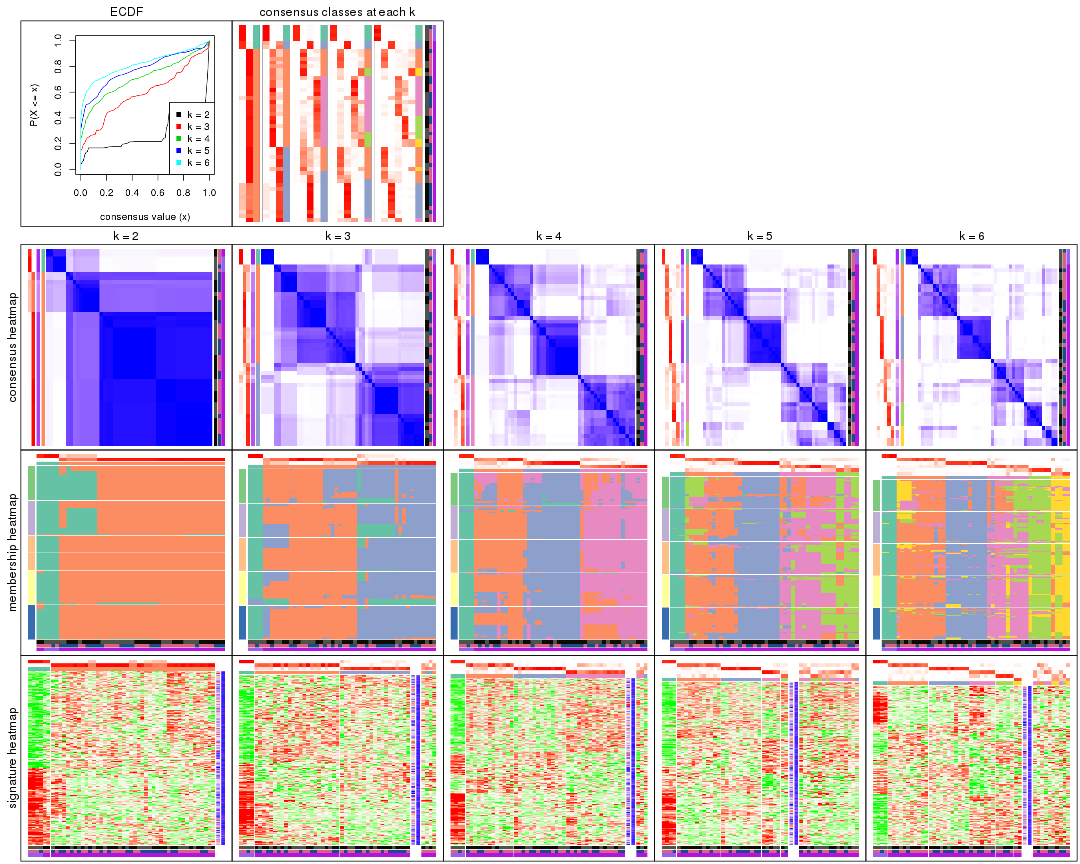 ECDF
consensus classes at each k
P(X <= x)
1.0
0.8
0.6
0.4
0.2
0.0
k = 2
k = 3
k = 4
k = 5
k = 6
0.0 0.2 0.4 0.6 0.8 1.0
consensus value (x)
k = 2
k = 3
k = 4
k = 5
k = 6
consensus heatmap
membership heatmap
signature heatmap